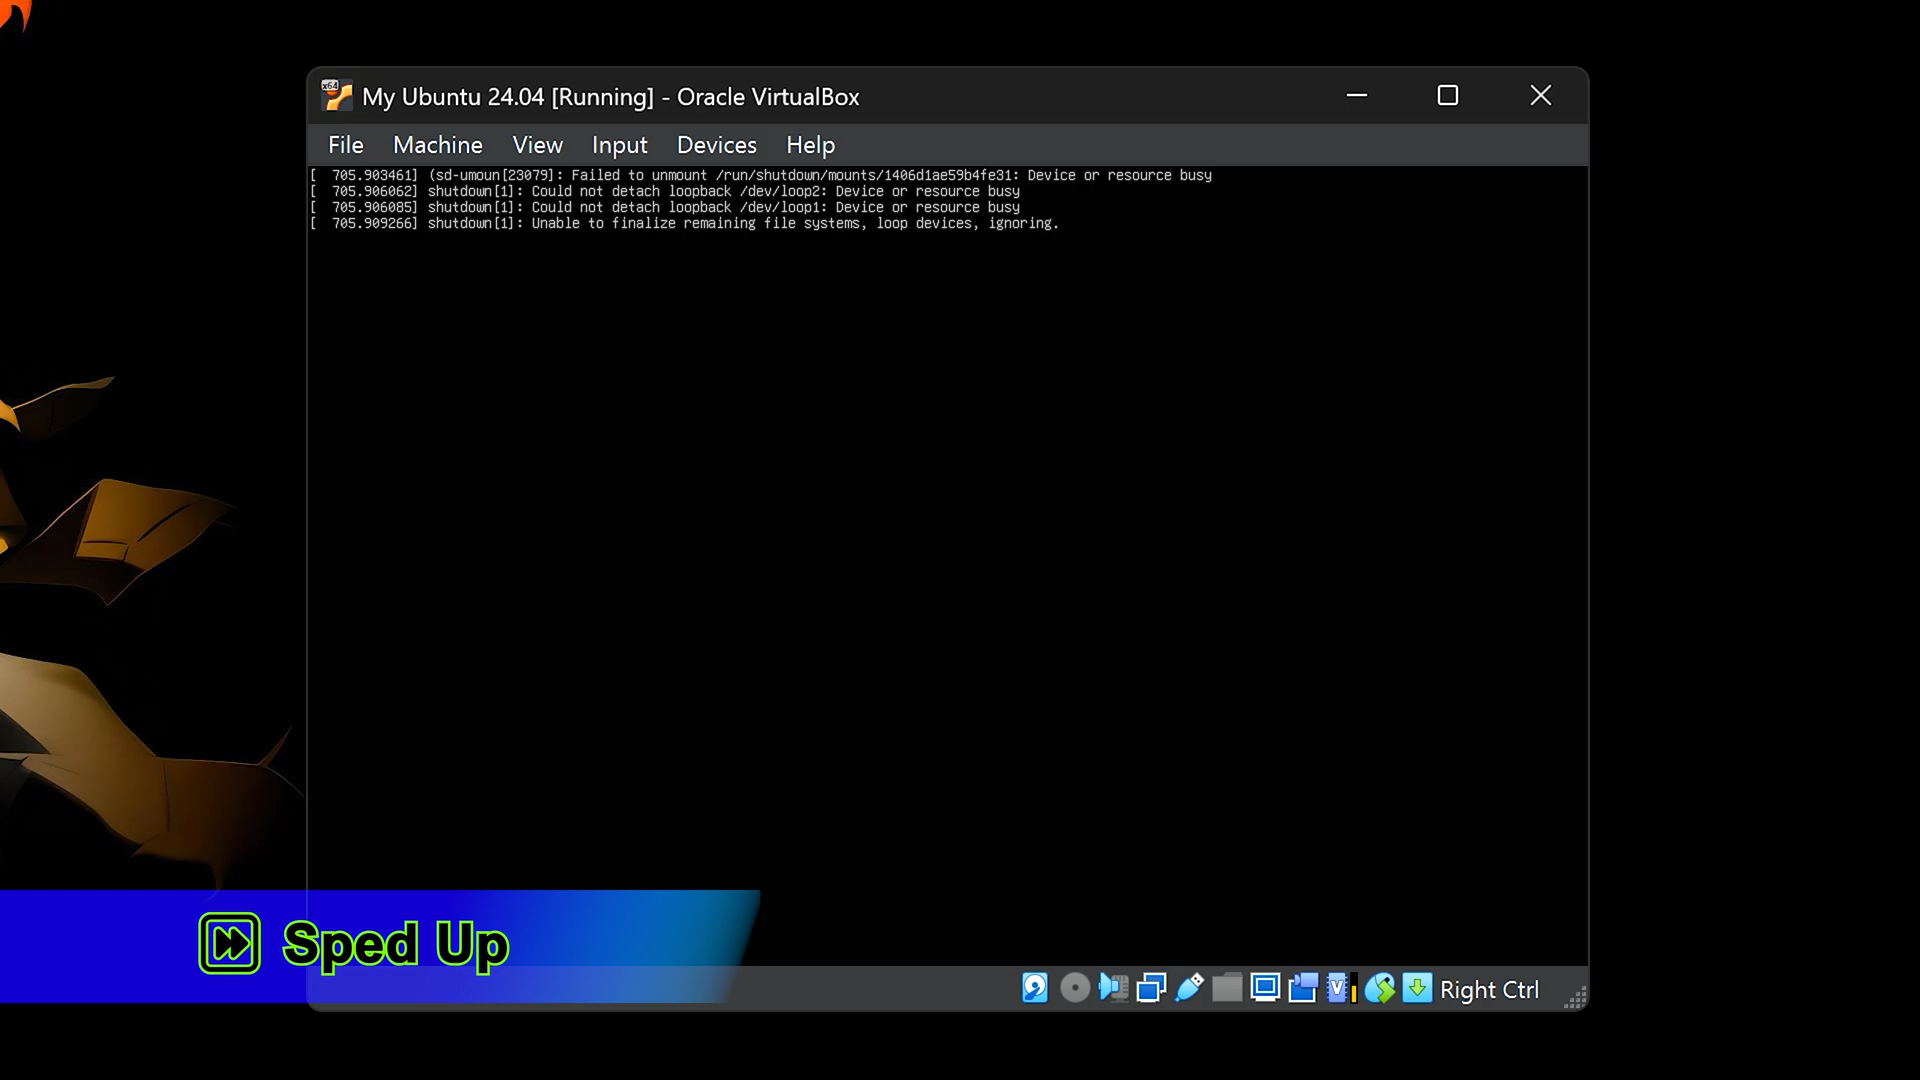 x64
My Ubuntu 24.04 [Running] - Oracle VirtualBox
File Machine View Input Devices Help
[  705.903461] (sd-umoun[23079]: Failed to unmount /run/shutdown/mounts/1406d1ae59b4fe31: Device or resource busy
[  705.906062] shutdown[1]: Could not detach loopback /dev/loop2: Device or resource busy
[  705.906085] shutdown[1]: Could not detach loopback /dev/loop1: Device or resource busy
[  705.909266] shutdown[1]: Unable to finalize remaining file systems, loop devices, ignoring.
Sped Up
V
Right Ctrl